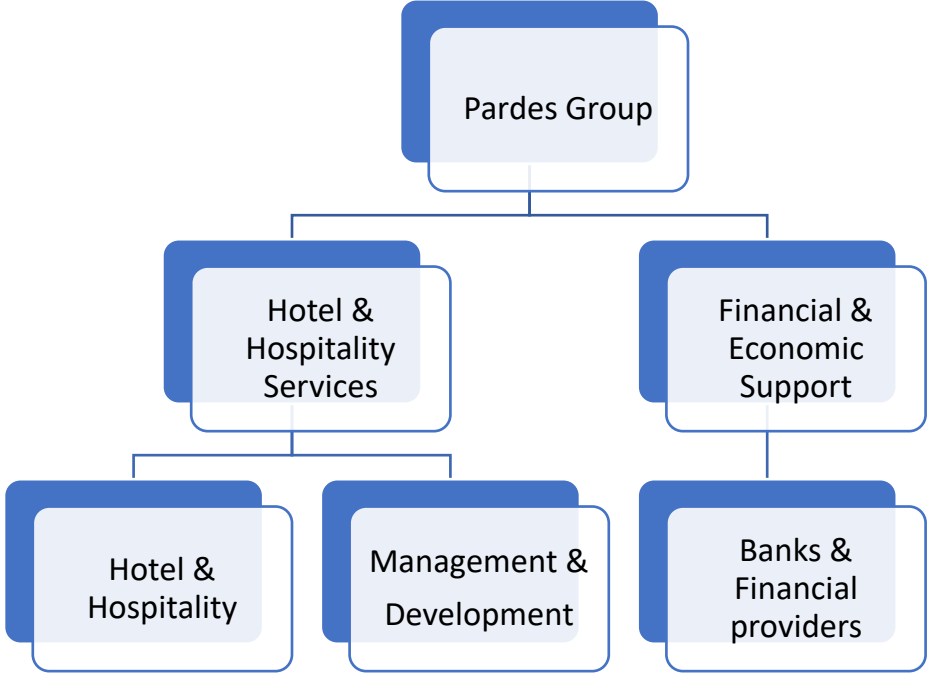 Pardes Group
Hotel &
Hospitality
Services
Financial &
Economic
Support
Hotel &
Hospitality
Management &
Development
Banks &
Financial
providers